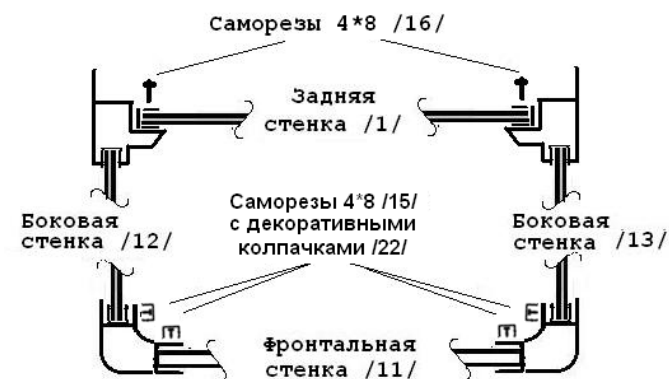 Саморезы 4*8 /16/
Задняя
стенка /1/
Саморезы 4*8 /15/
с декоративными
колпачками /22/
Боковая
стенка /12/
Боковая
стенка /13/
Фронтальная
стенка /11/